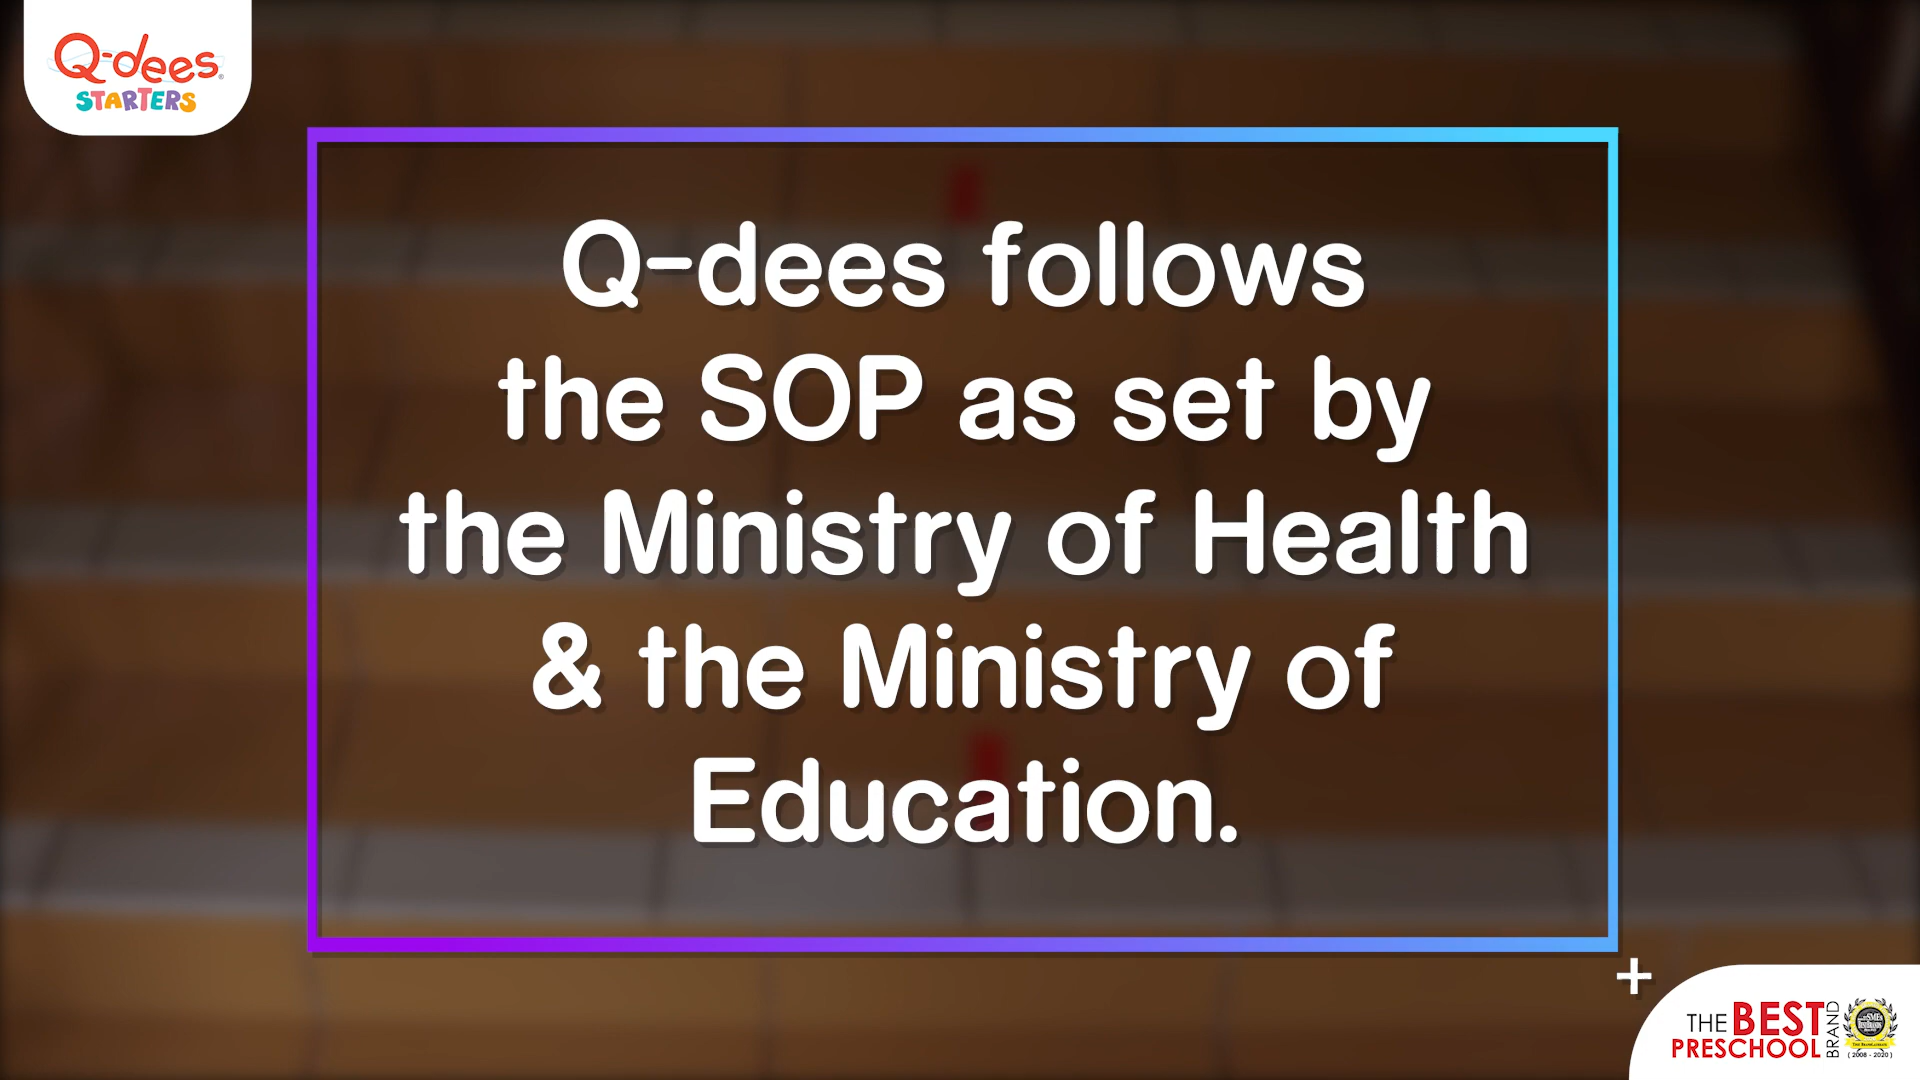 Q-dees
STARTERS
Q-dees follows
the SOP as set by
the Ministry of Health
& the Ministry of
Education.
THE BEST
PRESCHOOL
BRAND
(2008 - 2020)